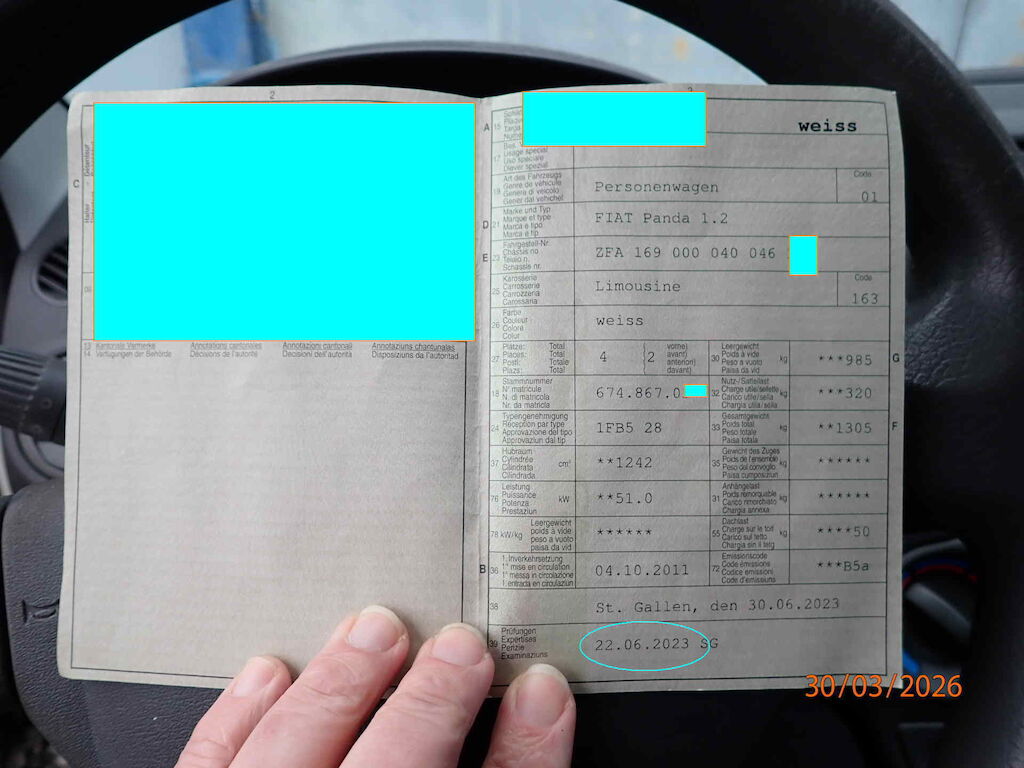 2
3
C
Halter
Détenteur
09
13 Kantonale Vermerke Annotations cantonales Annotazioni cantonali Annotaziuns chantunalas
14 Verfügungen der Behörde Décisions de l'autorité Decisioni dell'autorità Disposiziuns da l'autoritad
A 15
weiss
17 Usage spécial
Uso speciale
Diever spezial
19 Art des Fahrzeugs
Genre de véhicule
Genere di veicolo
Gener dal vehichel
Personenwagen
Code
01
D 21 Marke und Typ
Marque et type
Marca e tipo
Marca e tip
FIAT Panda 1.2
E 23 Fahrgestell-Nr.
Châssis no
Telaio n.
Schassis nr.
ZFA 169 000 040 046
25 Karosserie
Carrosserie
Carrozzeria
Carossaria
Limousine
Code
163
26 Farbe
Couleur
Colore
Colur
weiss
27 Plätze: Total
Places: Total
Posti: Totale
Plazs: Total
4 (2 vorne)
avant)
anteriori)
davant)
30 Leergewicht
Poids à vide
Peso a vuoto
Paisa da vid
kg
***985
G
18 Stammnummer
N° matricule
N. di matricola
Nr. da matricla
674.867.0
32 Nutz-/Sattellast
Charge utile/sellette
Carico utile/sella
Chargia utila/sella
kg
***320
24 Typengenehmigung
Réception par type
Approvazione del tipo
Approvaziun dal tip
1FB5 28
33 Gesamtgewicht
Poids total
Peso totale
Paisa totala
kg
**1305
F
37 Hubraum
Cylindrée
Cilindrata
Cilindrada
cm³
**1242
35 Gewicht des Zuges
Poids de l'ensemble
Peso del convoglio
Paisa cumposiziun
kg
******
76 Leistung
Puissance
Potenza
Prestaziun
kW
**51.0
31 Anhängelast
Poids remorquable
Carico rimorchiato
Chargia annexa
kg
******
78 kW/kg Leergewicht
poids à vide
peso a vuoto
paisa da vid
******
55 Dachlast
Charge sur le toit
Carico sul tetto
Chargia sin il tetg
kg
****50
B 36 1. Inverkehrsetzung
1re mise en circulation
1a messa in circolazione
1. entrada en circulaziun
04.10.2011
72 Emissionscode
Code émissions
Codice emissioni
Code d'emissiuns
***B5a
38
St. Gallen, den 30.06.2023
39 Prüfungen
Expertises
Perizie
Examinaziuns
22.06.2023 SG
30/03/2026